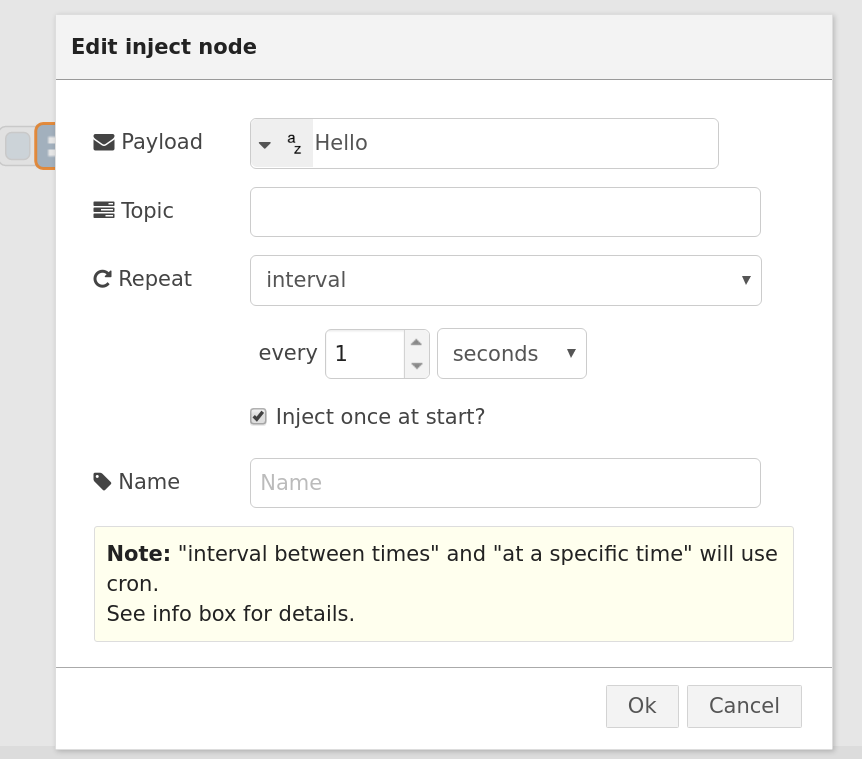 Edit inject node
Payload
a
z
Hello
Topic
Repeat
interval
every 1 seconds
Inject once at start?
Name
Name
Note: "interval between times" and "at a specific time" will use
cron.
See info box for details.
Ok
Cancel